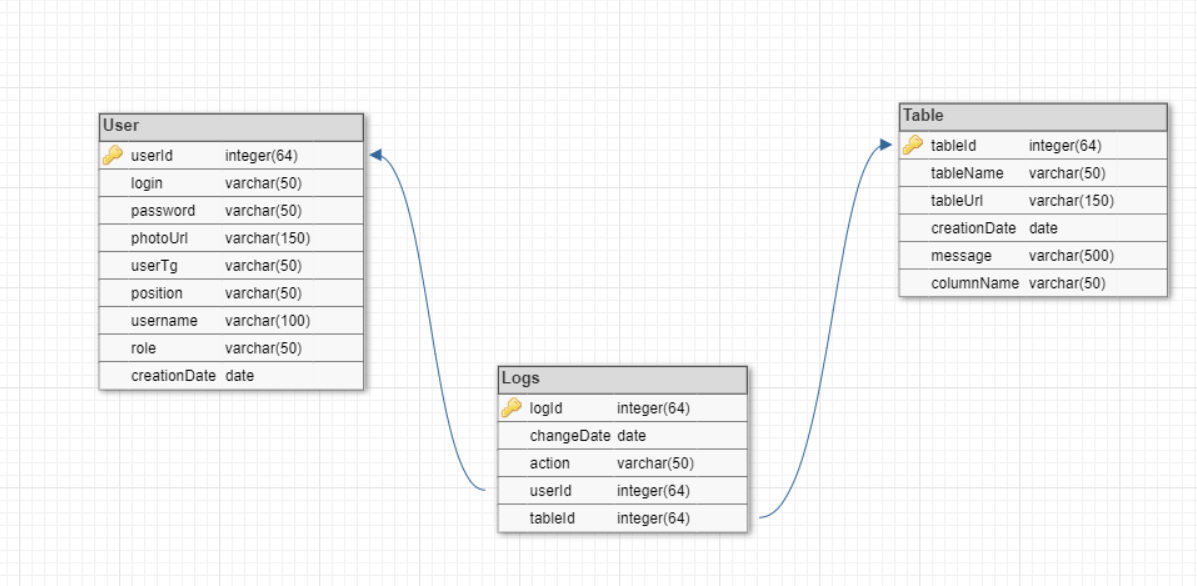 User
userId integer(64)
login varchar(50)
password varchar(50)
photoUrl varchar(150)
userTg varchar(50)
position varchar(50)
username varchar(100)
role varchar(50)
creationDate date
Table
tableId integer(64)
tableName varchar(50)
tableUrl varchar(150)
creationDate date
message varchar(500)
columnName varchar(50)
Logs
logId integer(64)
changeDate date
action varchar(50)
userId integer(64)
tableId integer(64)